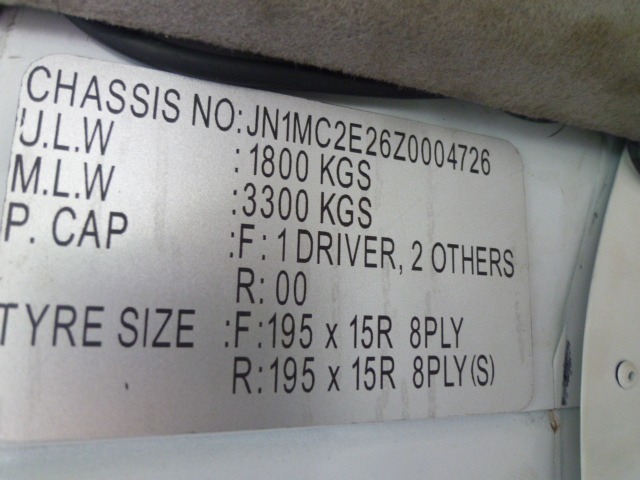 CHASSIS NO:JN1MC2E26Z0004726
U.L.W :1800 KGS
M.L.W :3300 KGS
P. CAP :F: 1 DRIVER, 2 OTHERS
R: 00
TYRE SIZE :F:195 x 15R 8PLY
R:195 x 15R 8PLY(S)